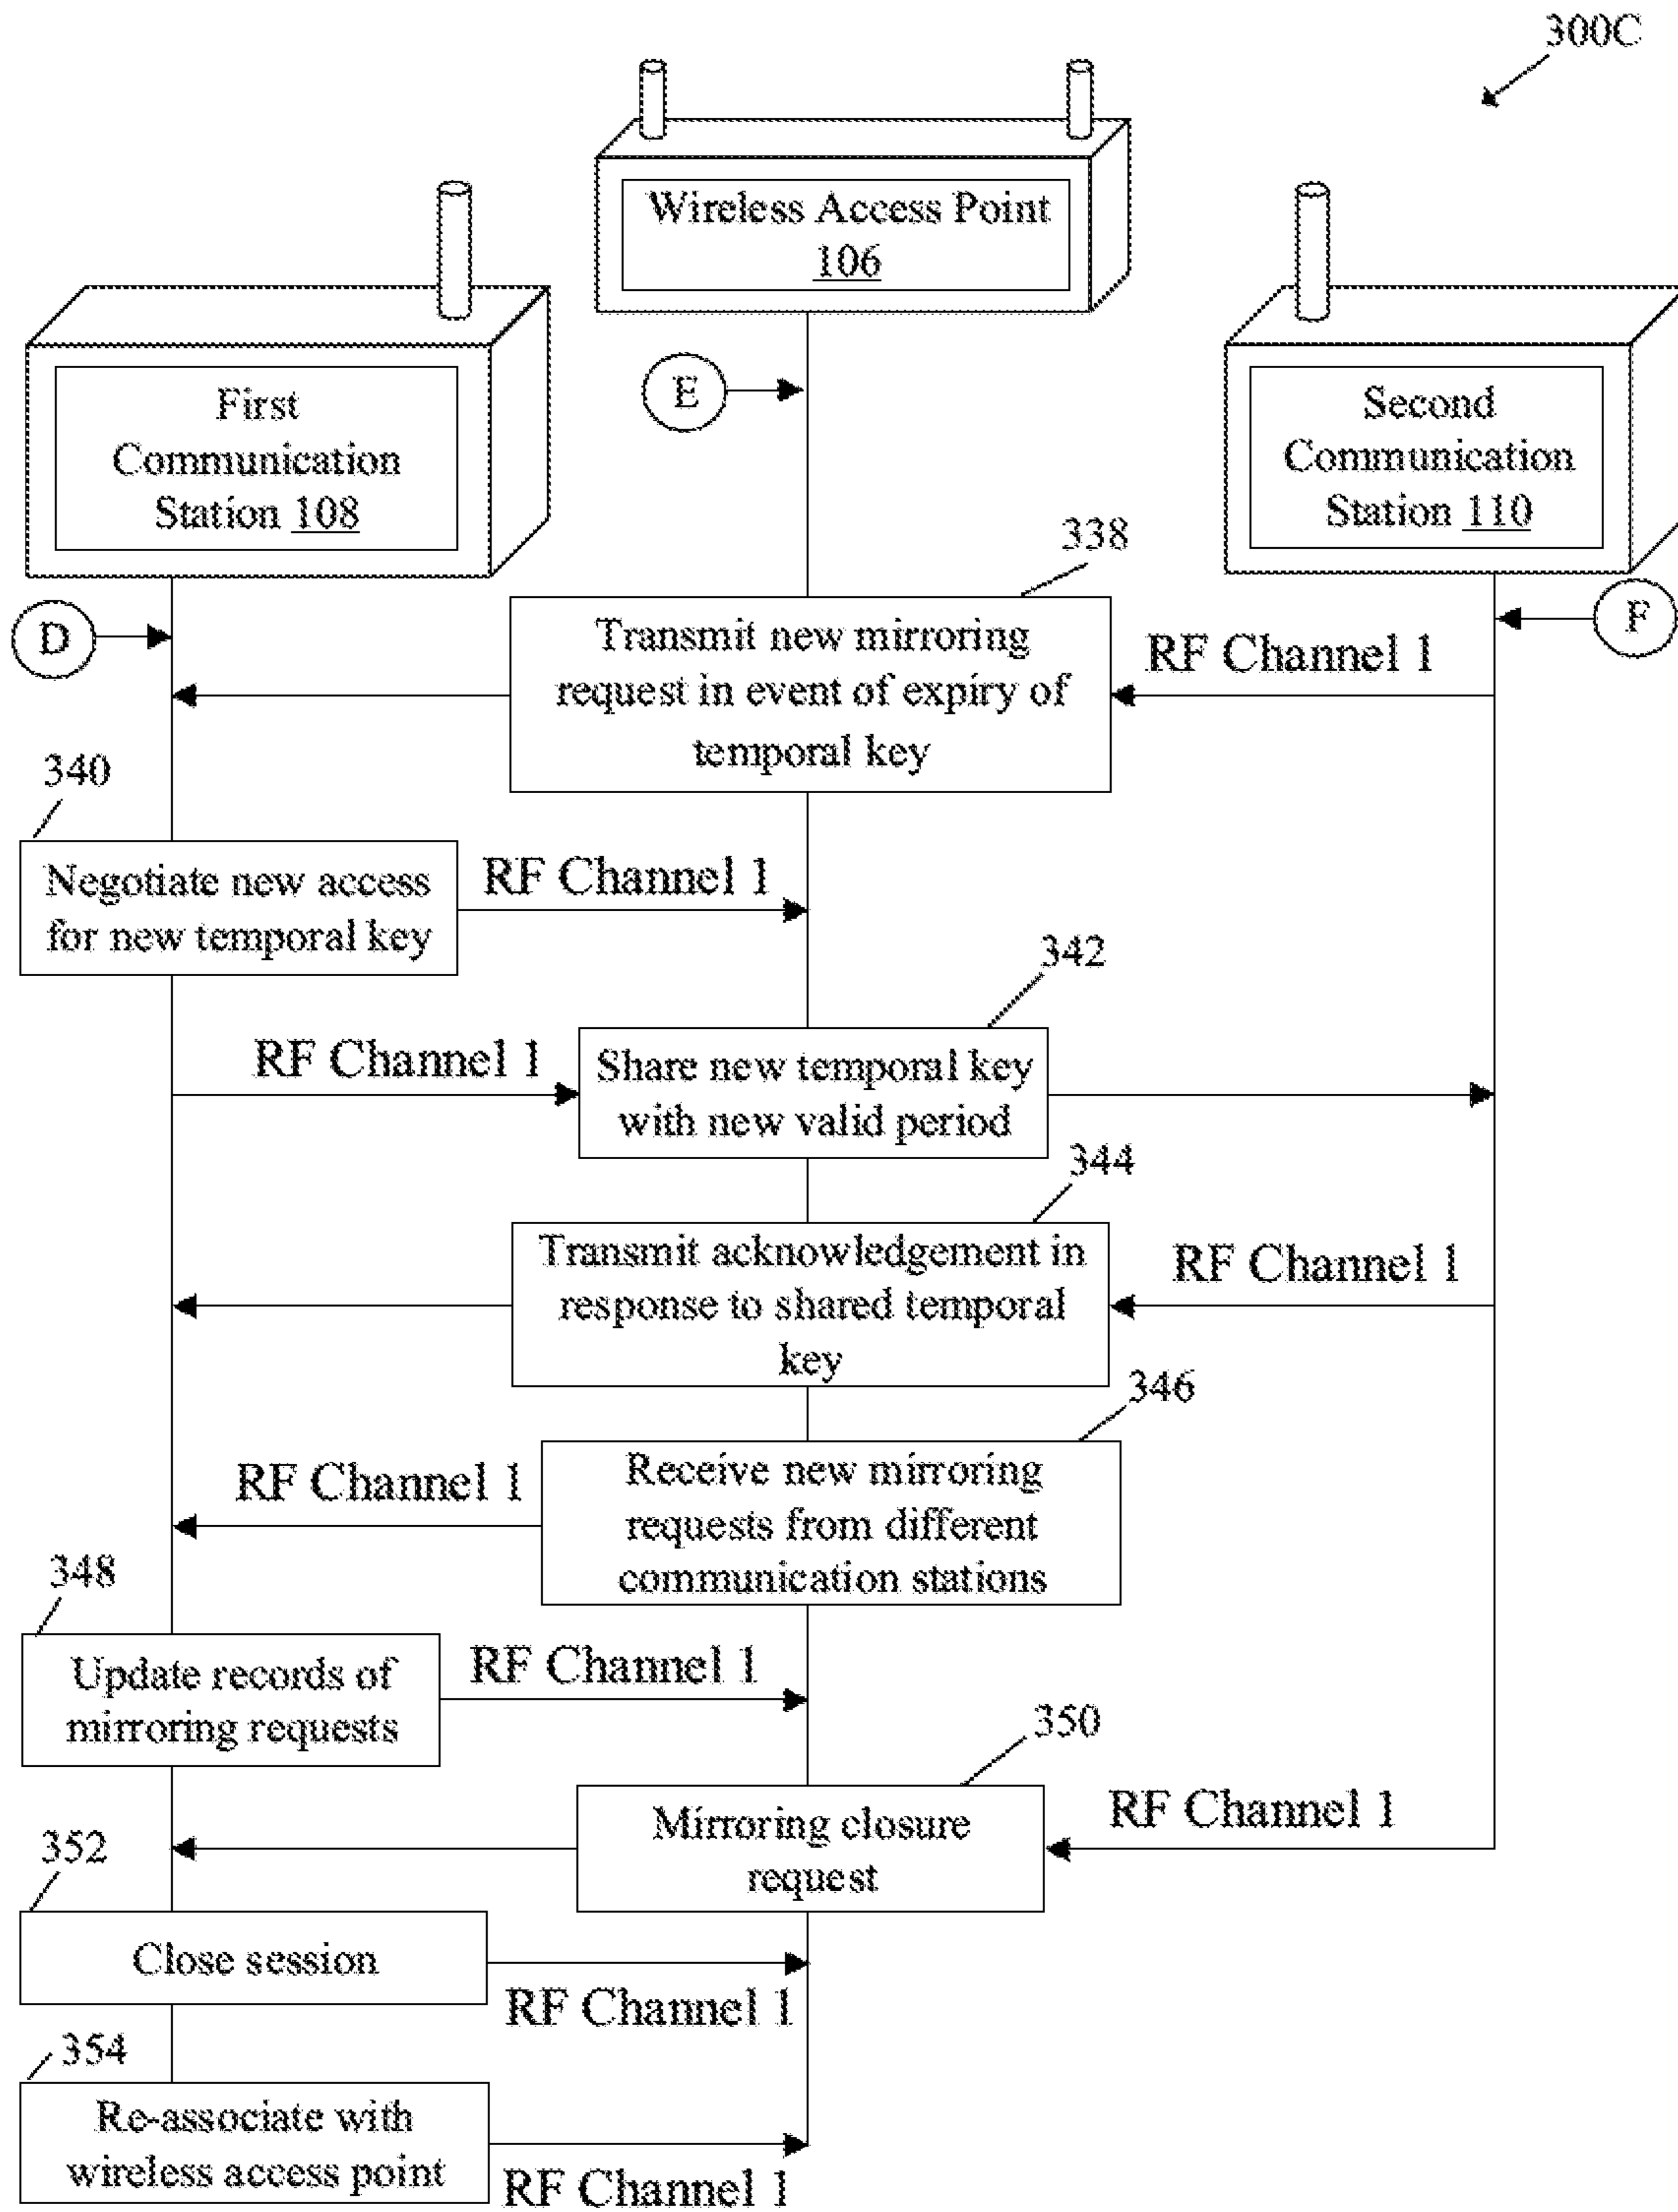 300C
Wireless Access Point
106
First
Communication
Station 108
E
Second
Communication
Station 110
338
D
F
Transmit new mirroring
request in event of expiry of
temporal key
RF Channel 1
340
Negotiate new access
for new temporal key
RF Channel 1
342
RF Channel 1
Share new temporal key
with new valid period
344
Transmit acknowledgement in
response to shared temporal
key
RF Channel 1
346
RF Channel 1
Receive new mirroring
requests from different
communication stations
348
Update records of
mirroring requests
RF Channel 1
350
Mirroring closure
request
RF Channel 1
352
Close session
RF Channel 1
354
Re-associate with
wireless access point
RF Channel 1